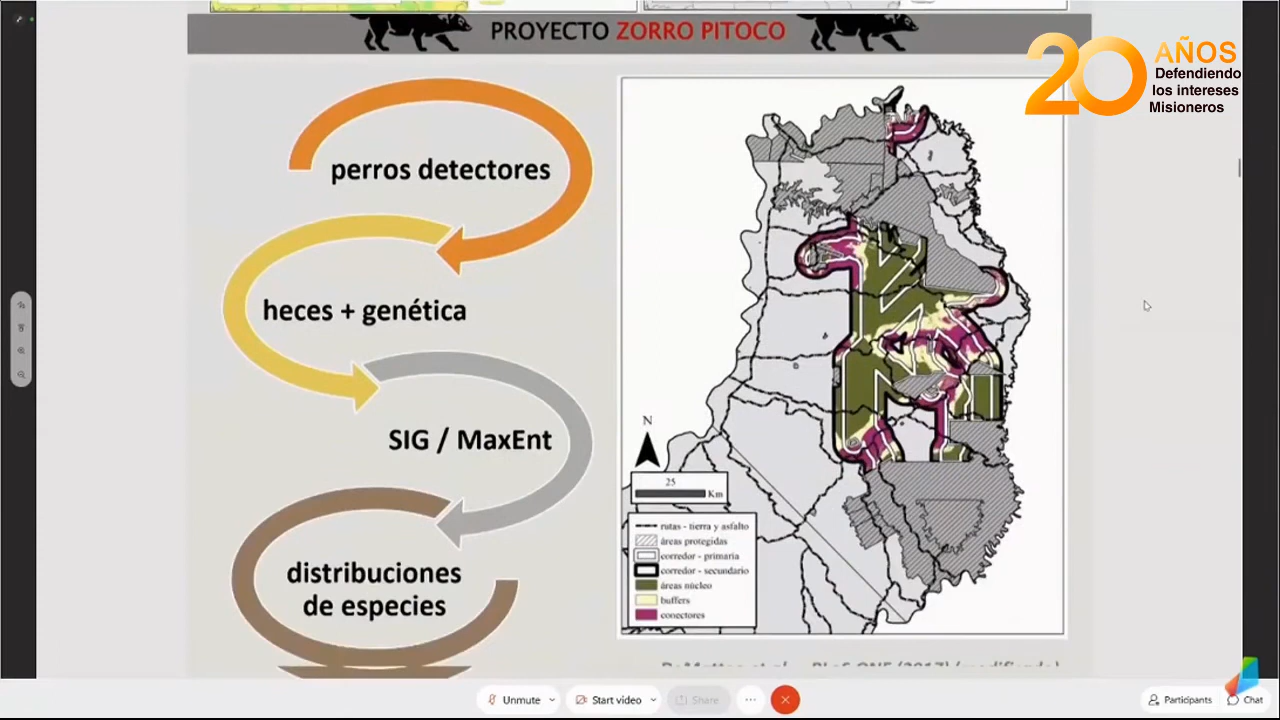 PROYECTO ZORRO PITOCO
20 AÑOS
Defendiendo
los intereses
Misioneros
perros detectores
heces + genética
SIG / MaxEnt
distribuciones
de especies
N
25
Km
rutas - tierra y asfalto
áreas protegidas
corredor - primaria
corredor - secundario
áreas núcleo
buffers
conectores
Unmute
Start video
Share
Participants
Chat